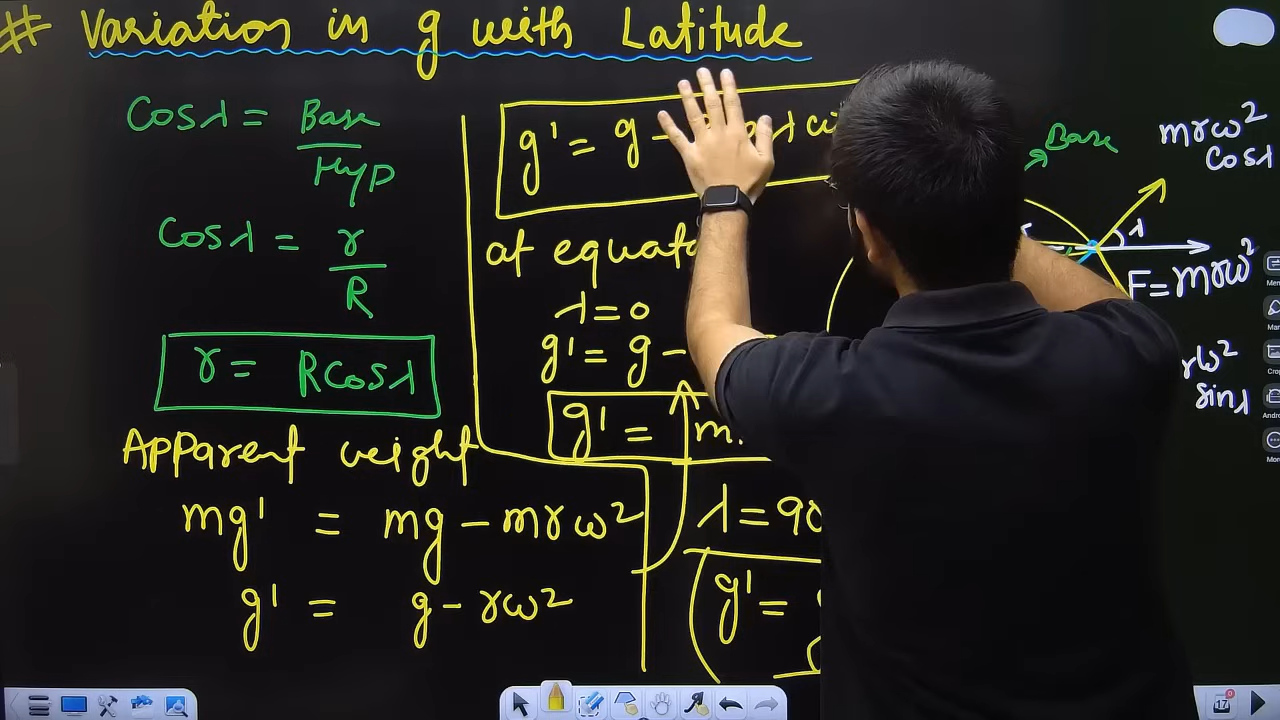 # Variation in g with Latitude
Cosλ = Base
Hyp
Cosλ = r
R
r = Rcosλ
Apparent weight
mg' = mg - mrω²
g' = g - rω²
g' = g -
at
λ = 0
g' = g -
g' =
λ = 90
g' =
Base
mrω²
cosλ
λ
F = mrω²
rω²
sinλ